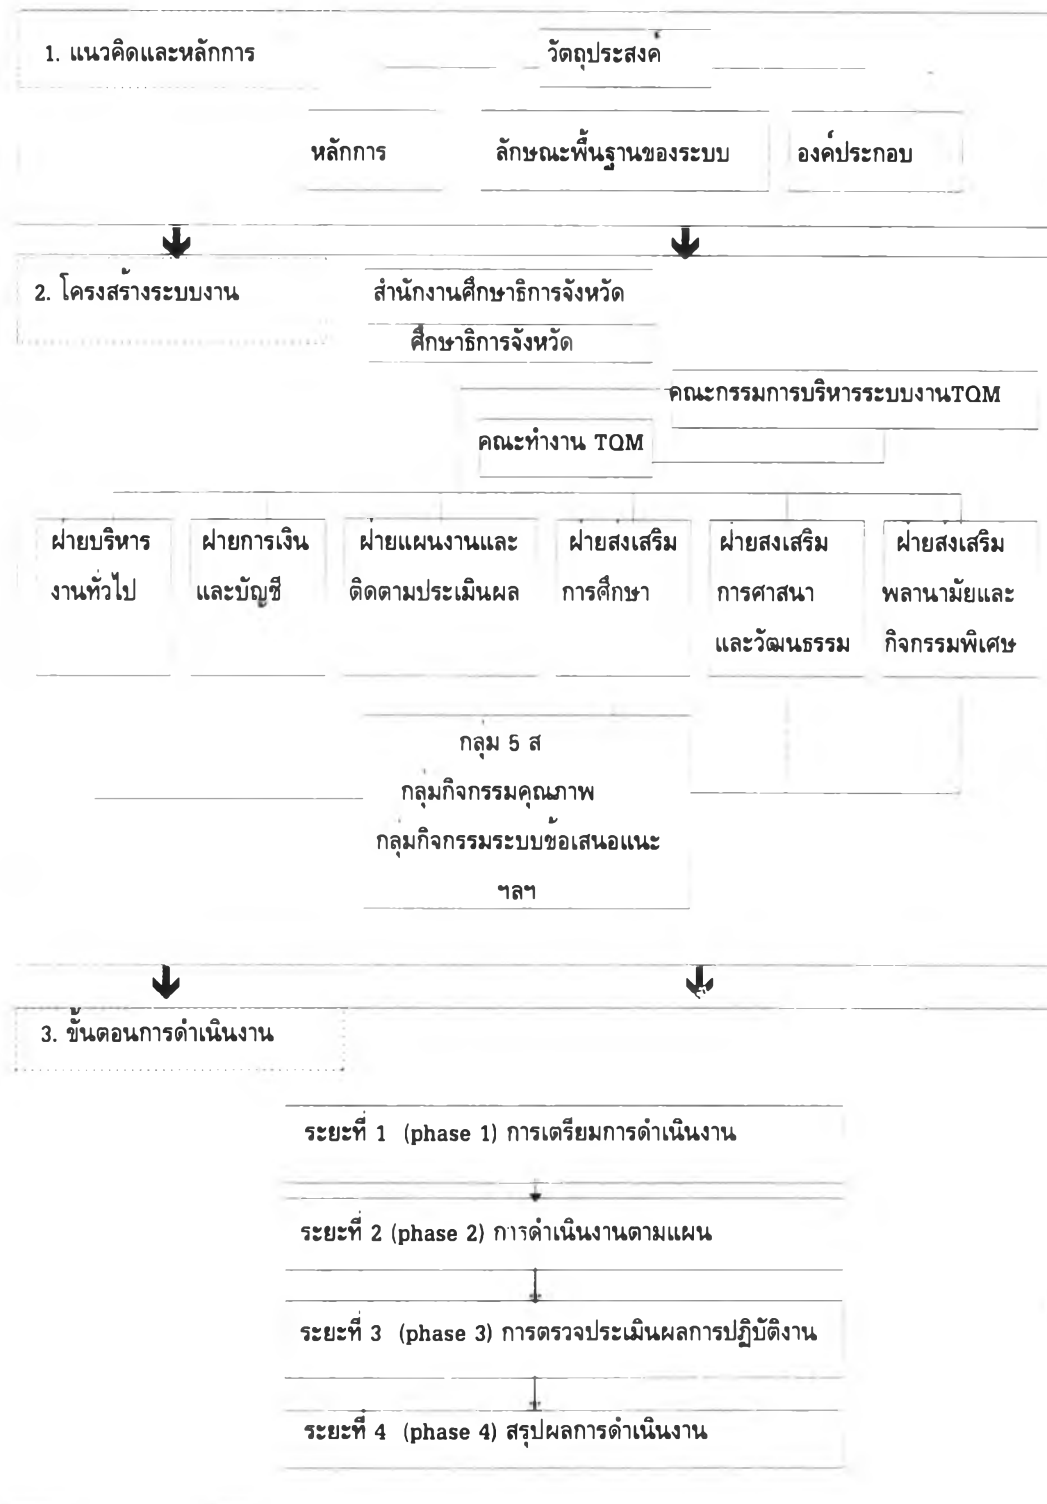 1. แนวคิดและหลักการ
วัตถุประสงค์
หลักการ
ลักษณะพื้นฐานของระบบ
องค์ประกอบ
2. โครงสร้างระบบงาน
สำนักงานศึกษาธิการจังหวัด
ศึกษาธิการจังหวัด
คณะกรรมการบริหารระบบงานTQM
คณะทำงาน TQM
ฝ่ายบริหาร
งานทั่วไป
ฝ่ายการเงิน
และบัญชี
ฝ่ายแผนงานและ
ติดตามประเมินผล
ฝ่ายส่งเสริม
การศึกษา
ฝ่ายส่งเสริม
การศาสนา
และวัฒนธรรม
ฝ่ายส่งเสริม
พลานามัยและ
กิจกรรมพิเศษ
กลุ่ม 5 ส
กลุ่มกิจกรรมคุณภาพ
กลุ่มกิจกรรมระบบข้อเสนอแนะ
ฯลฯ
3. ขั้นตอนการดำเนินงาน
ระยะที่ 1 (phase 1) การเตรียมการดำเนินงาน
ระยะที่ 2 (phase 2) การดำเนินงานตามแผน
ระยะที่ 3 (phase 3) การตรวจประเมินผลการปฏิบัติงาน
ระยะที่ 4 (phase 4) สรุปผลการดำเนินงาน